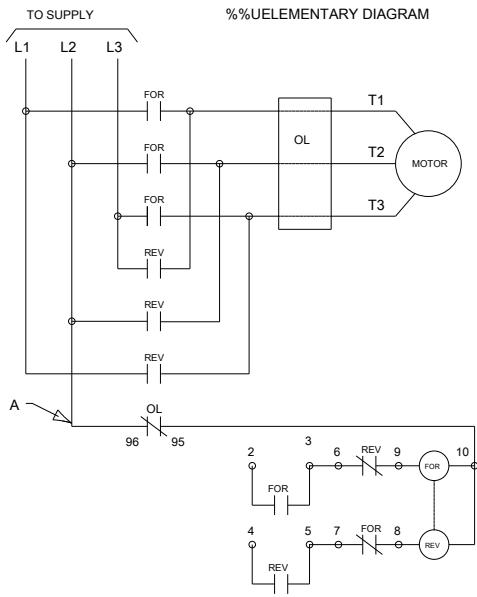 TO SUPPLY
%%UELEMENTARY DIAGRAM
L1 L2 L3
FOR
T1
OL
FOR
T2
MOTOR
FOR
T3
REV
REV
REV
A
OL
96 95
2 3 6 REV 9 FOR 10
FOR
4 5 7 FOR 8 REV
REV